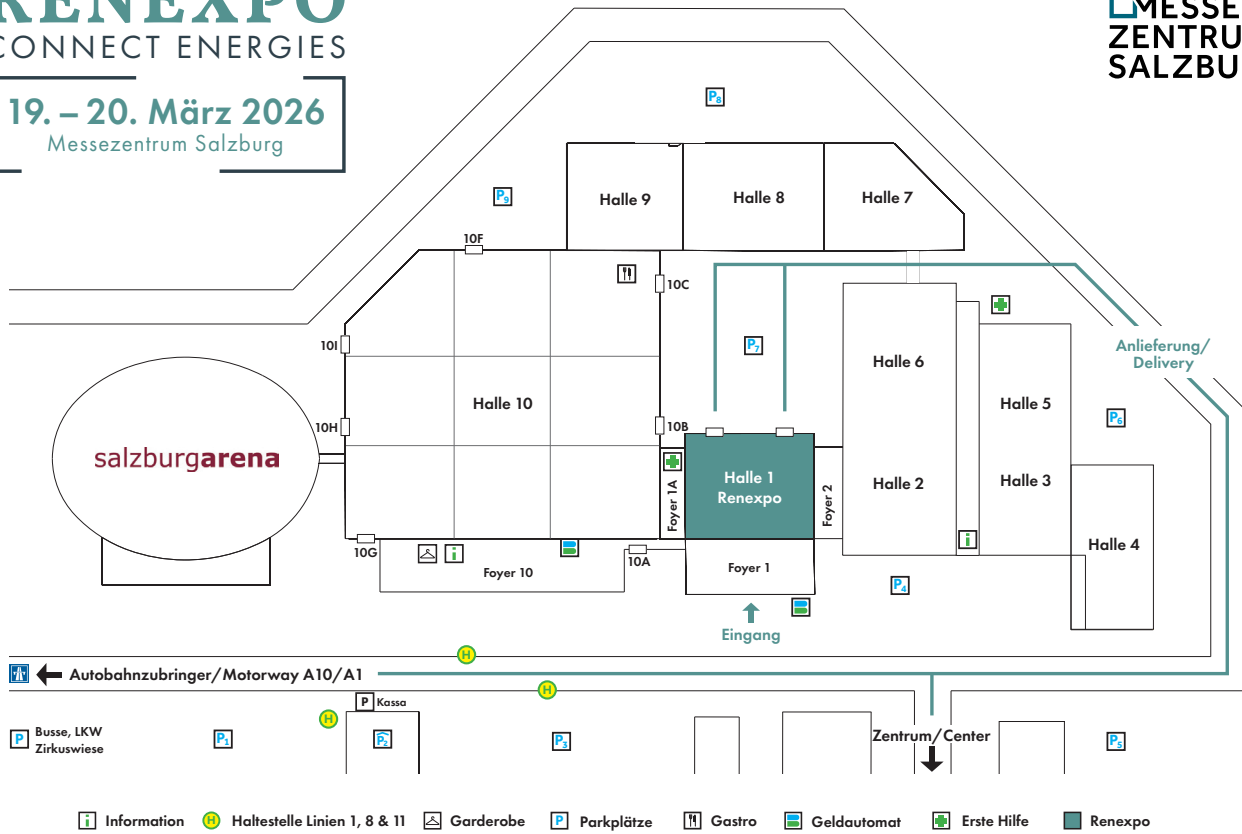 RENEXPO
CONNECT ENERGIES
19. – 20. März 2026
Messezentrum Salzburg
MESSE
ZENTRU
SALZBU
P8
P9
Halle 9
Halle 8
Halle 7
10F
10C
10I
P7
Anlieferung/
Delivery
Halle 6
Halle 10
Halle 5
P6
10H
10B
salzburgarena
Foyer 1A
Halle 1
Renexpo
Foyer 2
Halle 2
Halle 3
Halle 4
10G
i
10A
i
Foyer 10
Foyer 1
P4
Eingang
H
Autobahnzubringer/Motorway A10/A1
H
P Kassa
H
P Busse, LKW
Zirkuswiese
P1
P2
P3
Zentrum/Center
P5
i Information
H Haltestelle Linien 1, 8 & 11
Garderobe
P Parkplätze
Gastro
Geldautomat
Erste Hilfe
Renexpo